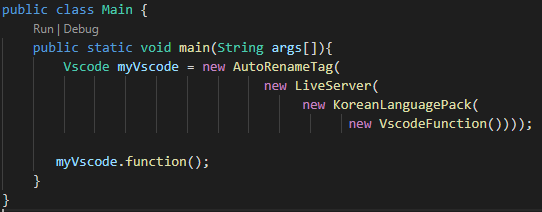 public class Main {
Run | Debug
public static void main(String args[]){
Vscode myVscode = new AutoRenameTag(
new LiveServer(
new KoreanLanguagePack(
new VscodeFunction())));
myVscode.function();
}
}